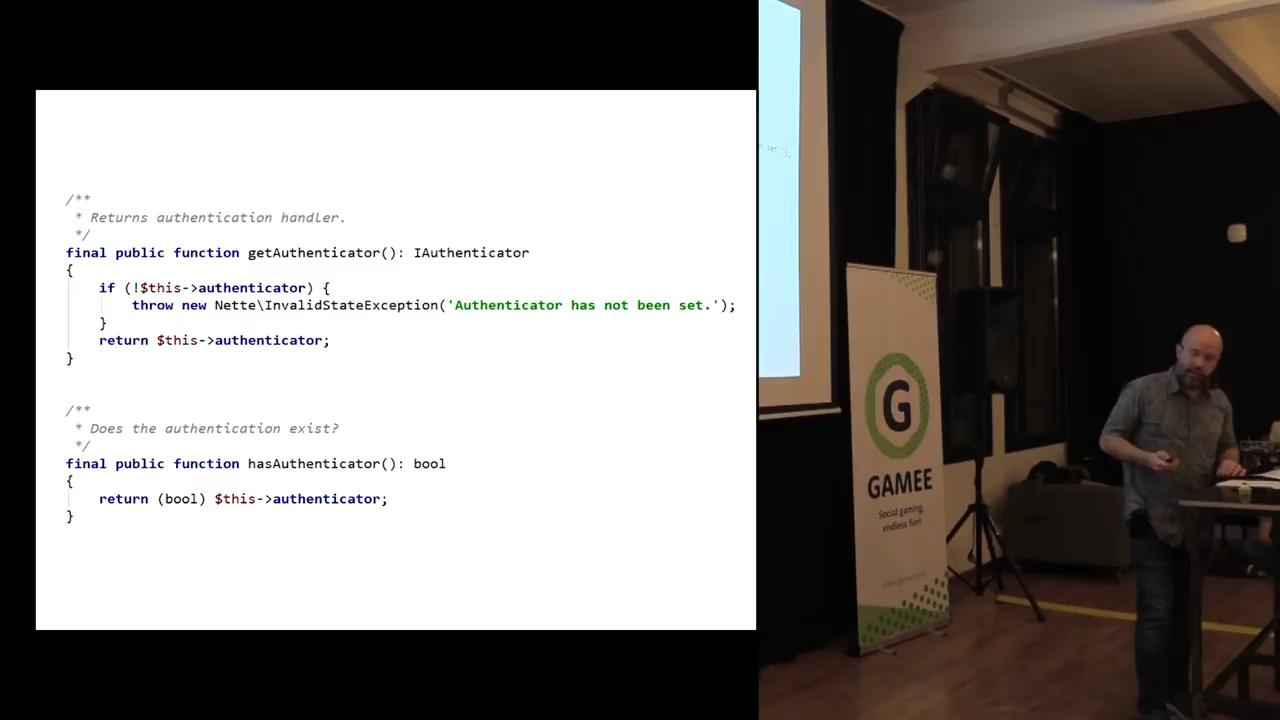 /**
 * Returns authentication handler.
 */
final public function getAuthenticator(): IAuthenticator
{
    if (!$this->authenticator) {
        throw new Nette\InvalidStateException('Authenticator has not been set.');
    }
    return $this->authenticator;
}
/**
 * Does the authentication exist?
 */
final public function hasAuthenticator(): bool
{
    return (bool) $this->authenticator;
}
G
GAMEE
Social gaming,
endless fun!